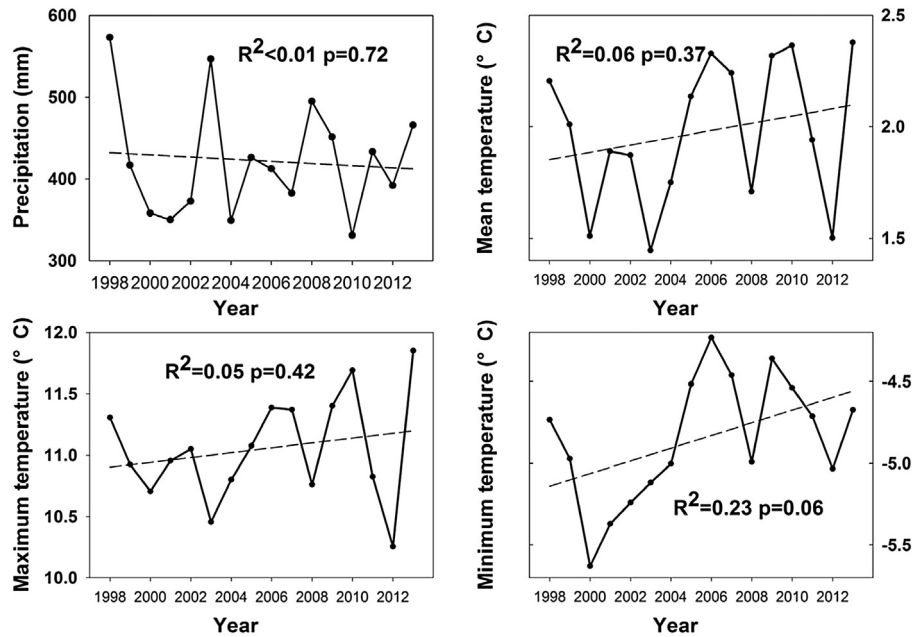 600
500
400
300
Precipitation (mm)
R²<0.01 p=0.72
1998 2000 2002 2004 2006 2008 2010 2012
Year
2.5
2.0
1.5
Mean temperature (° C)
R²=0.06 p=0.37
1998 2000 2002 2004 2006 2008 2010 2012
Year
12.0
11.5
11.0
10.5
10.0
Maximum temperature (° C)
R²=0.05 p=0.42
1998 2000 2002 2004 2006 2008 2010 2012
Year
-4.5
-5.0
-5.5
Minimum temperature (° C)
R²=0.23 p=0.06
1998 2000 2002 2004 2006 2008 2010 2012
Year